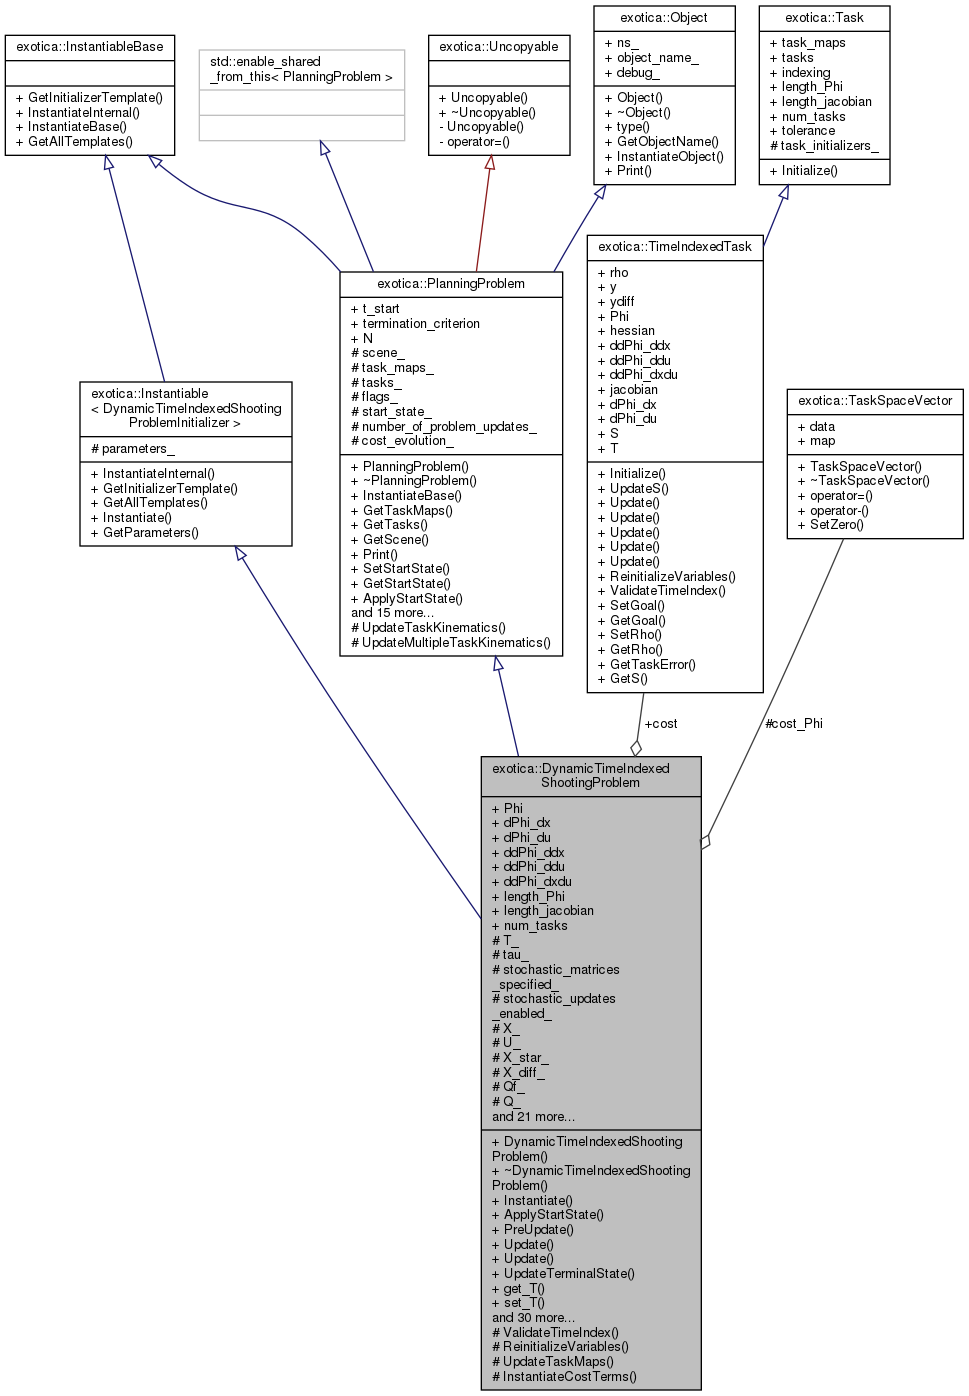 exotica::InstantiableBase
+ GetInitializerTemplate()
+ InstantiateInternal()
+ InstantiateBase()
+ GetAllTemplates()
std::enable_shared
_from_this< PlanningProblem >
exotica::Uncopyable
+ Uncopyable()
+ ~Uncopyable()
- Uncopyable()
- operator=()
exotica::Object
+ ns_
+ object_name_
+ debug_
+ Object()
+ ~Object()
+ type()
+ GetObjectName()
+ InstantiateObject()
+ Print()
exotica::Task
+ task_maps
+ tasks
+ indexing
+ length_Phi
+ length_jacobian
+ num_tasks
+ tolerance
# task_initializers_
+ Initialize()
exotica::Instantiable
< DynamicTimeIndexedShooting
ProblemInitializer >
# parameters_
+ InstantiateInternal()
+ GetInitializerTemplate()
+ GetAllTemplates()
+ Instantiate()
+ GetParameters()
exotica::PlanningProblem
+ t_start
+ termination_criterion
+ N
# scene_
# task_maps_
# tasks_
# flags_
# start_state_
# number_of_problem_updates_
# cost_evolution_
+ PlanningProblem()
+ ~PlanningProblem()
+ InstantiateBase()
+ GetTaskMaps()
+ GetTasks()
+ GetScene()
+ Print()
+ SetStartState()
+ GetStartState()
+ ApplyStartState()
and 15 more...
# UpdateTaskKinematics()
# UpdateMultipleTaskKinematics()
exotica::TimeIndexedTask
+ rho
+ y
+ ydiff
+ Phi
+ hessian
+ ddPhi_ddx
+ ddPhi_ddu
+ ddPhi_dxdu
+ jacobian
+ dPhi_dx
+ dPhi_du
+ S
+ T
+ Initialize()
+ UpdateS()
+ Update()
+ Update()
+ Update()
+ Update()
+ Update()
+ ReinitializeVariables()
+ ValidateTimeIndex()
+ SetGoal()
+ GetGoal()
+ SetRho()
+ GetRho()
+ GetTaskError()
+ GetS()
exotica::TaskSpaceVector
+ data
+ map
+ TaskSpaceVector()
+ ~TaskSpaceVector()
+ operator=()
+ operator-()
+ SetZero()
+cost
#cost_Phi
exotica::DynamicTimeIndexed
ShootingProblem
+ Phi
+ dPhi_dx
+ dPhi_du
+ ddPhi_ddx
+ ddPhi_ddu
+ ddPhi_dxdu
+ length_Phi
+ length_jacobian
+ num_tasks
# T_
# tau_
# stochastic_matrices
_specified_
# stochastic_updates
_enabled_
# X_
# U_
# X_star_
# X_diff_
# Qf_
# Q_
and 21 more...
+ DynamicTimeIndexedShooting
Problem()
+ ~DynamicTimeIndexedShooting
Problem()
+ Instantiate()
+ ApplyStartState()
+ PreUpdate()
+ Update()
+ Update()
+ UpdateTerminalState()
+ get_T()
+ set_T()
and 30 more...
# ValidateTimeIndex()
# ReinitializeVariables()
# UpdateTaskMaps()
# InstantiateCostTerms()